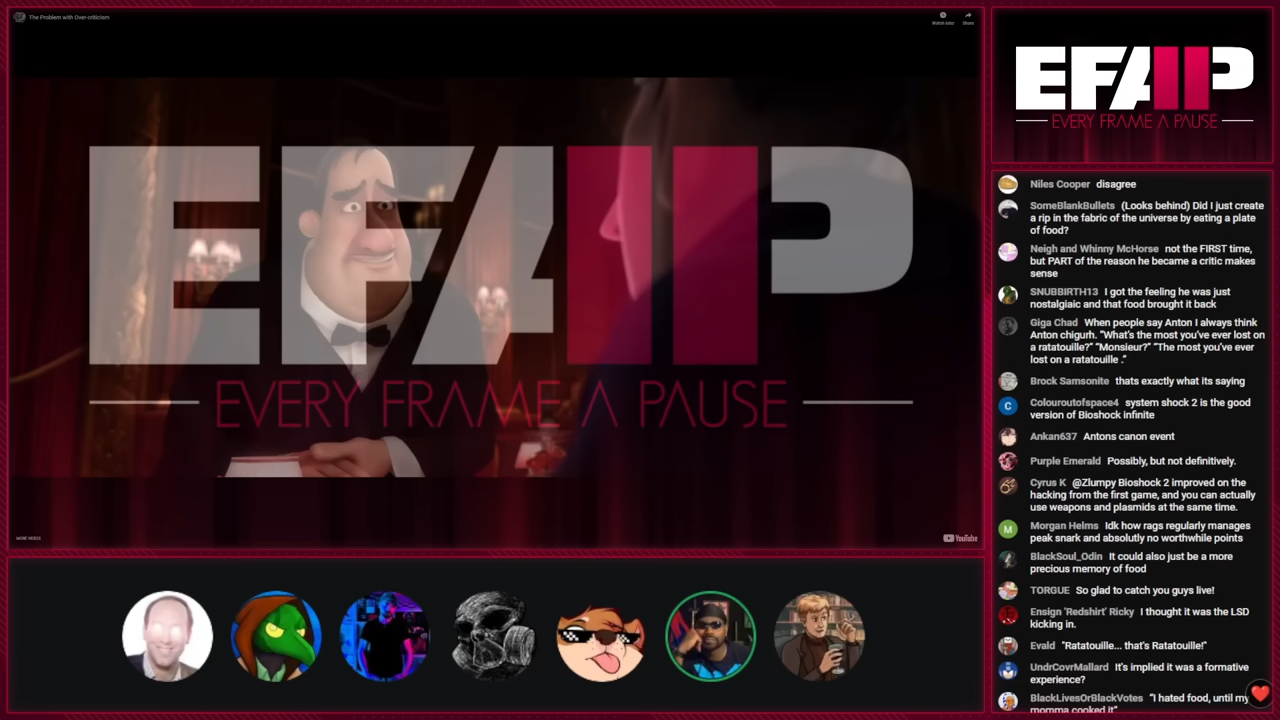 The Problem with Over-criticism
Watch later
Share
EFAP
EVERY FRAME A PAUSE
MORE VIDEOS
YouTube
EFAP
EVERY FRAME A PAUSE
Niles Cooper disagree
SomeBlankBullets (Looks behind) Did I just create
a rip in the fabric of the universe by eating a plate
of food?
Neigh and Whinny McHorse not the FIRST time,
but PART of the reason he became a critic makes
sense
SNUBBIRTH13 I got the feeling he was just
nostalgiaic and that food brought it back
Giga Chad When people say Anton I always think
Anton chigurh. “What's the most you've ever lost on
a ratatouille?” “Monsieur?” “The most you've ever
lost on a ratatouille .”
Brock Samsonite thats exactly what its saying
C
Colouroutofspace4 system shock 2 is the good
version of Bioshock infinite
Ankan637 Antons canon event
Purple Emerald Possibly, but not definitively.
Cyrus K @Zlumpy Bioshock 2 improved on the
hacking from the first game, and you can actually
use weapons and plasmids at the same time.
M
Morgan Helms Idk how rags regularly manages
peak snark and absolutely no worthwhile points
BlackSoul_Odin It could also just be a more
precious memory of food
TORGUE So glad to catch you guys live!
Ensign 'Redshirt' Ricky I thought it was the LSD
kicking in.
Evald "Ratatouille... that's Ratatouille!"
UndrCovrMallard It's implied it was a formative
experience?
BlackLivesOrBlackVotes “I hated food, until my
momma cooked it”